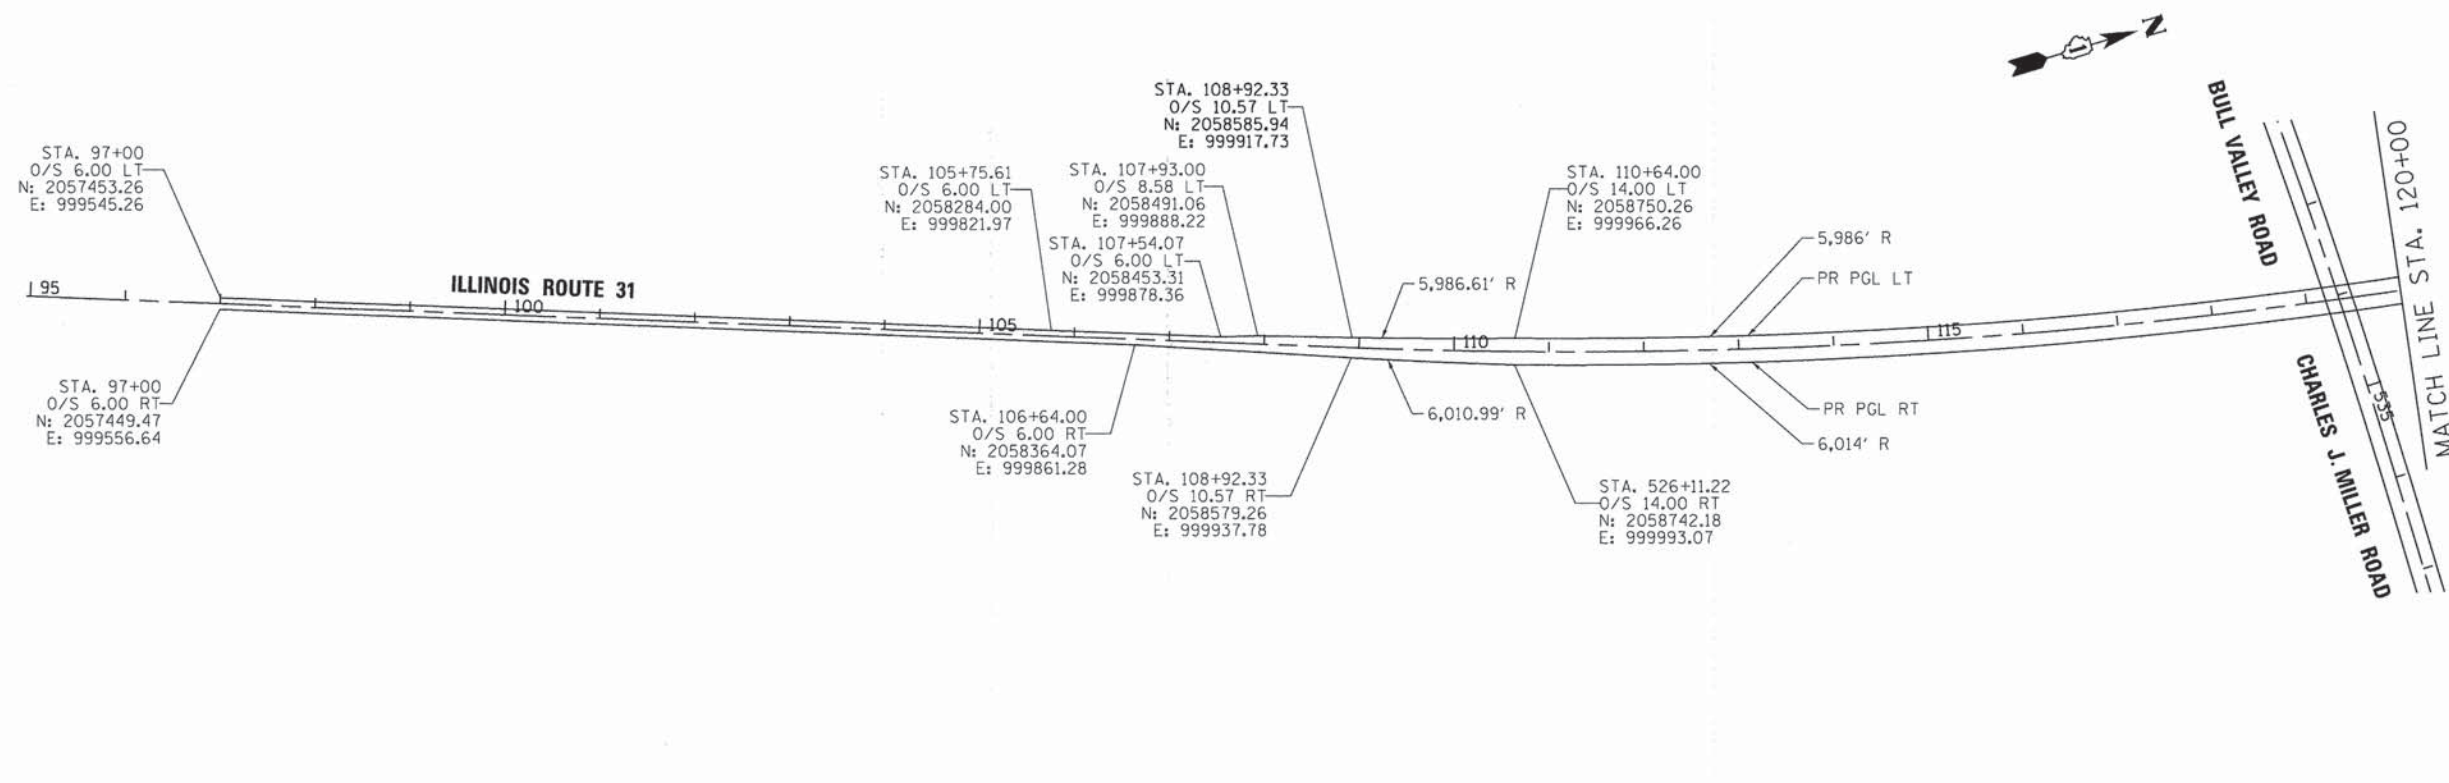 N
1
BULL VALLEY ROAD
MATCH LINE STA. 120+00
STA. 108+92.33
O/S 10.57 LT
N: 2058585.94
E: 999917.73
STA. 97+00
O/S 6.00 LT
N: 2057453.26
E: 999545.26
STA. 105+75.61
O/S 6.00 LT
N: 2058284.00
E: 999821.97
STA. 107+93.00
O/S 8.58 LT
N: 2058491.06
E: 999888.22
STA. 110+64.00
O/S 14.00 LT
N: 2058750.26
E: 999966.26
STA. 107+54.07
O/S 6.00 LT
N: 2058453.31
E: 999878.36
5,986' R
PR PGL LT
5,986.61' R
95
ILLINOIS ROUTE 31
100
105
110
115
STA. 97+00
O/S 6.00 RT
N: 2057449.47
E: 999556.64
STA. 106+64.00
O/S 6.00 RT
N: 2058364.07
E: 999861.28
6,010.99' R
PR PGL RT
6,014' R
STA. 108+92.33
O/S 10.57 RT
N: 2058579.26
E: 999937.78
STA. 526+11.22
O/S 14.00 RT
N: 2058742.18
E: 999993.07
535
CHARLES J. MILLER ROAD